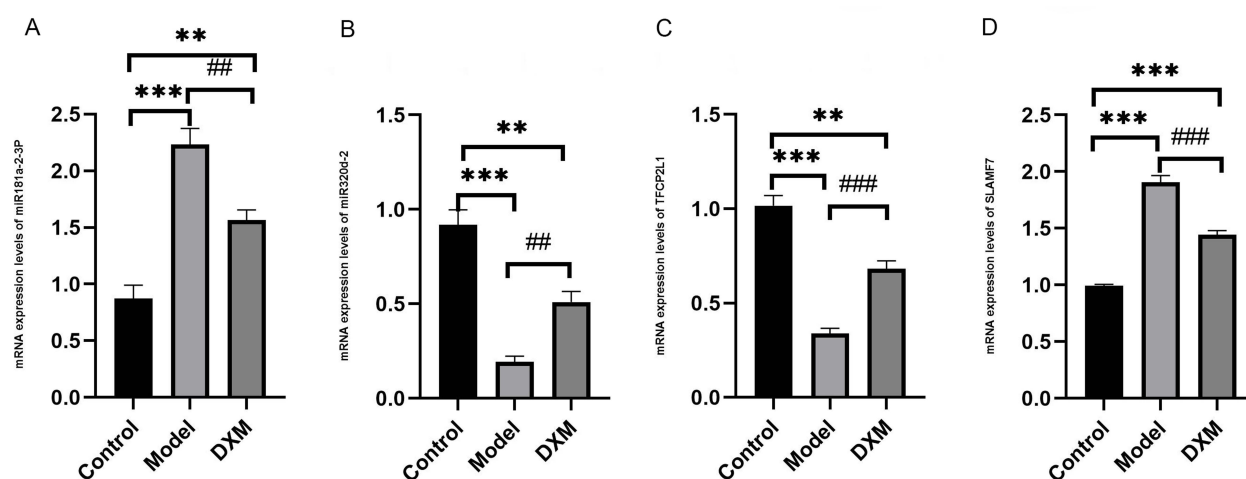 A
**
##
***
mRNA expression levels of miR181a-2-3P
2.5
2.0
1.5
1.0
0.5
0.0
Control
Model
DXM
B
**
***
##
mRNA expression levels of miR320d-2
1.5
1.0
0.5
0.0
Control
Model
DXM
C
**
***
###
mRNA expression levels of TFCP2L1
1.5
1.0
0.5
0.0
Control
Model
DXM
D
***
***
###
mRNA expression levels of SLAMF7
2.5
2.0
1.5
1.0
0.5
0.0
Control
Model
DXM